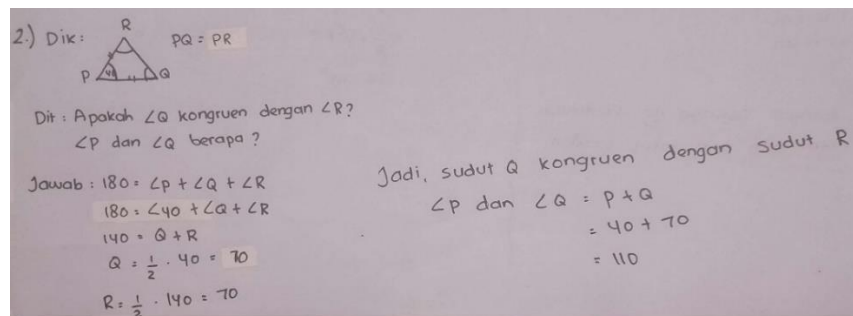 2.) Dik :
R
PQ = PR
P 40 Q
Dit : Apakah ∠Q kongruen dengan ∠R?
∠P dan ∠Q berapa ?
Jawab : 180 = ∠P + ∠Q + ∠R
180 = ∠40 + ∠Q + ∠R
140 = Q + R
Q = 1/2 . 40 = 70
R = 1/2 . 140 = 70
Jadi, sudut Q kongruen dengan sudut R
∠P dan ∠Q = P + Q
= 40 + 70
= 110